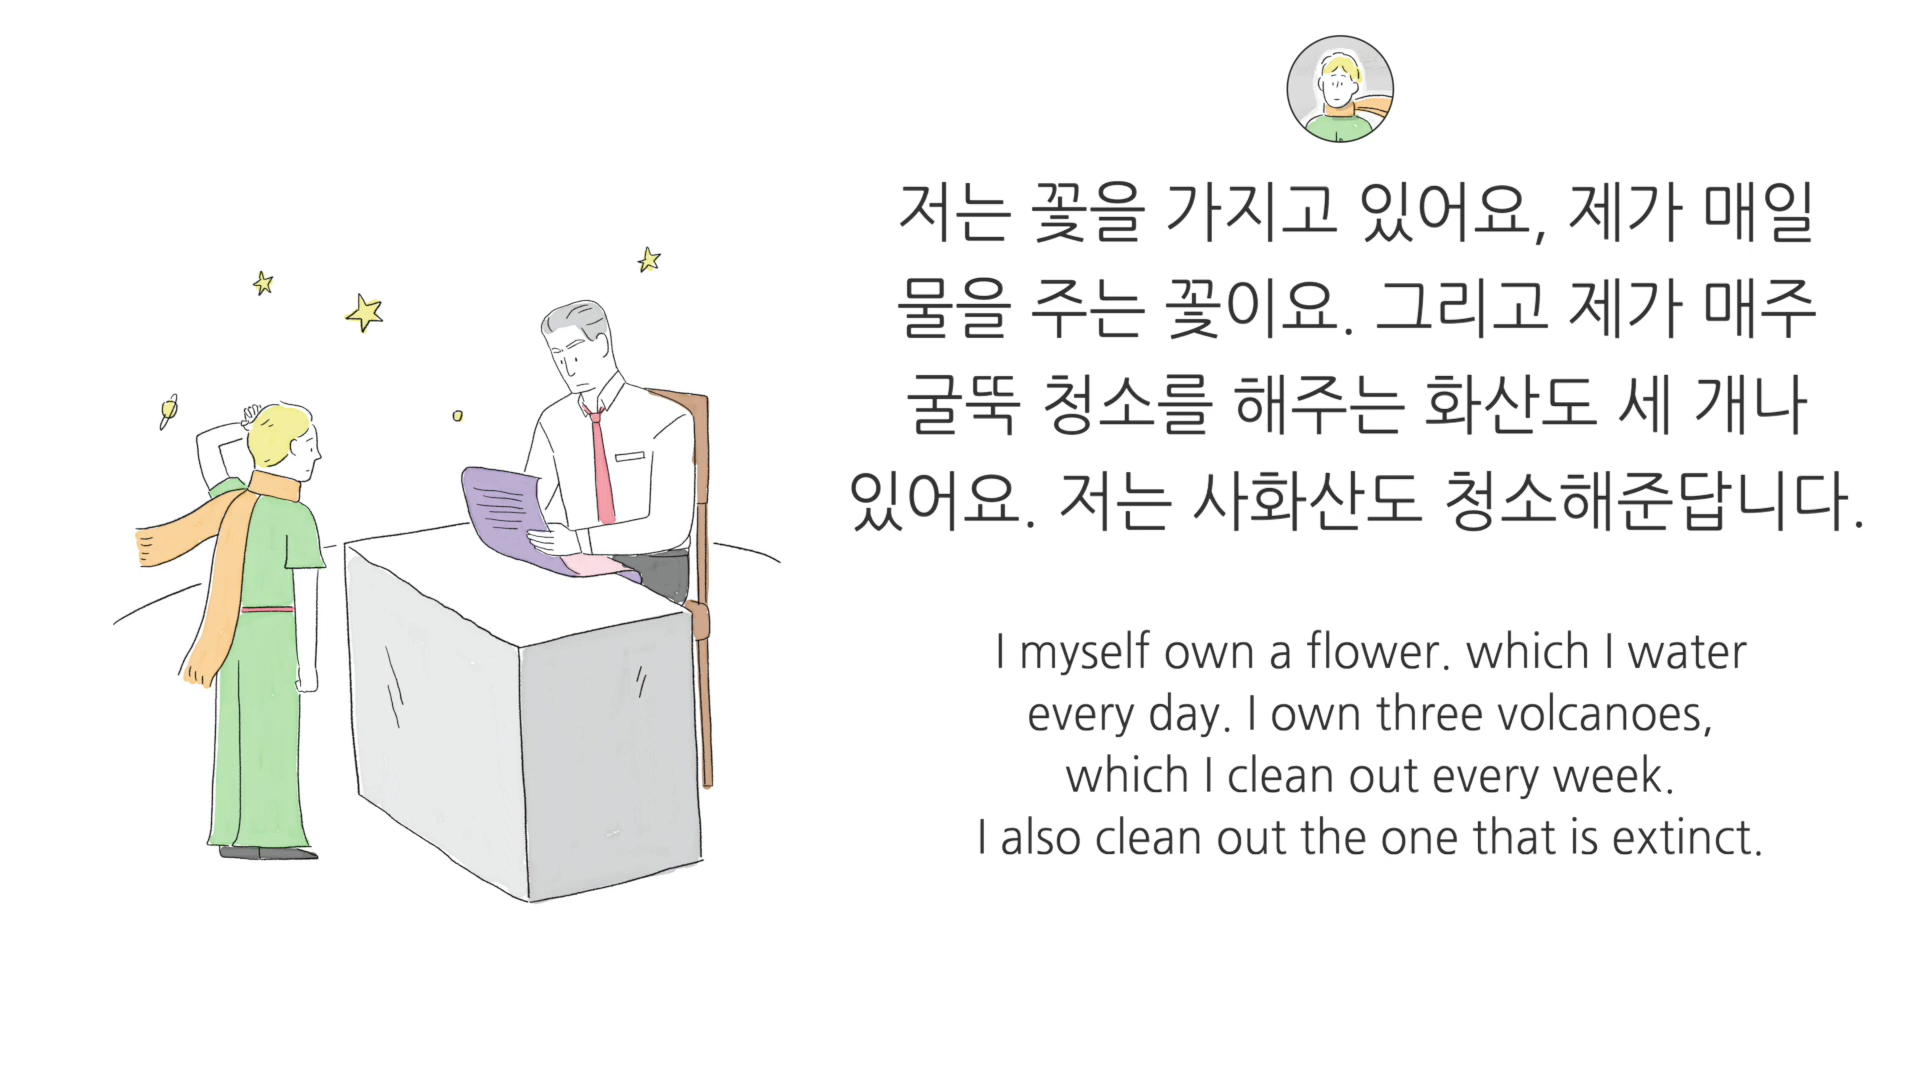 저는 꽃을 가지고 있어요, 제가 매일
물을 주는 꽃이요. 그리고 제가 매주
굴뚝 청소를 해주는 화산도 세 개나
있어요. 저는 사화산도 청소해준답니다.
I myself own a flower. which I water
every day. I own three volcanoes,
which I clean out every week.
I also clean out the one that is extinct.